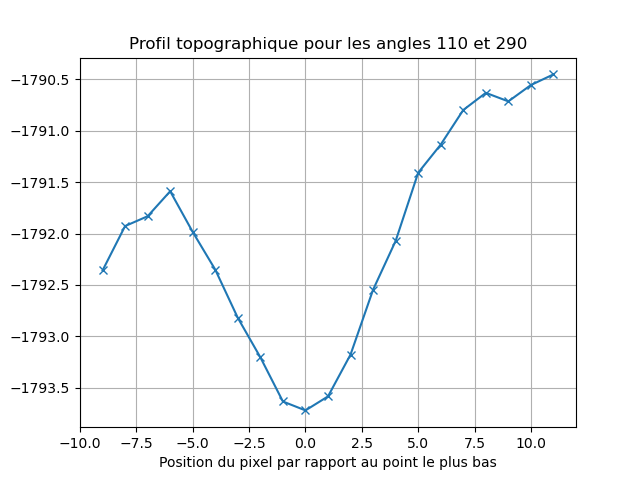 Profil topographique pour les angles 110 et 290
−1790.5
−1791.0
−1791.5
−1792.0
−1792.5
−1793.0
−1793.5
−10.0 −7.5 −5.0 −2.5 0.0 2.5 5.0 7.5 10.0
Position du pixel par rapport au point le plus bas